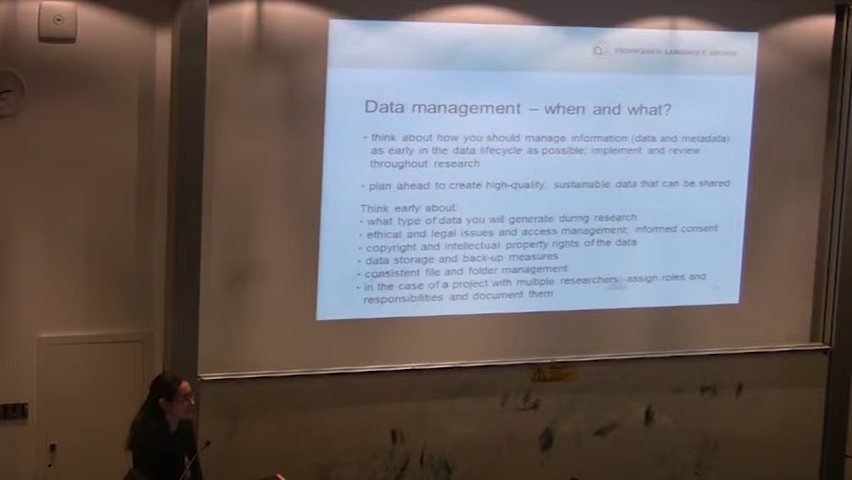 ENDANGERED LANGUAGES ARCHIVE
Data management – when and what?
• think about how you should manage information (data and metadata)
as early in the data lifecycle as possible; implement and review
throughout research
• plan ahead to create high-quality, sustainable data that can be shared
Think early about:
• what type of data you will generate during research
• ethical and legal issues and access management; informed consent
• copyright and intellectual property rights of the data
• data storage and back-up measures
• consistent file and folder management
• in the case of a project with multiple researchers: assign roles and
responsibilities and document them